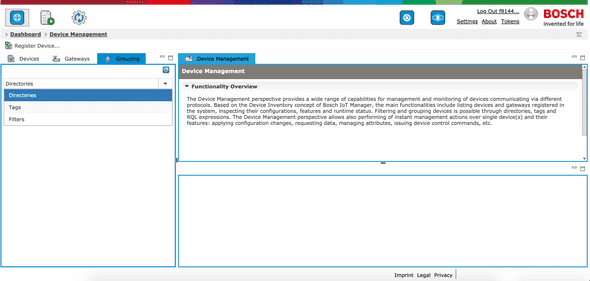 Log Out f8144...
BOSCH
Settings About Tokens
Invented for life
Dashboard Device Management
Register Device...
Devices Gateways Grouping
Device Management
Directories
Directories
Tags
Filters
Device Management
Functionality Overview
The Device Management perspective provides a wide range of capabilities for management and monitoring of devices communicating via different
protocols. Based on the Device Inventory concept of Bosch IoT Manager, the main functionalities include listing devices and gateways registered in
the system, inspecting their configurations, features and runtime status. Filtering and grouping devices is possible through directories, tags and
RQL expressions. The Device Management perspective allows also performing of instant management actions over single device(s) and their
features: applying configuration changes, requesting data, managing attributes, issuing device control commands, etc.
Imprint Legal Privacy